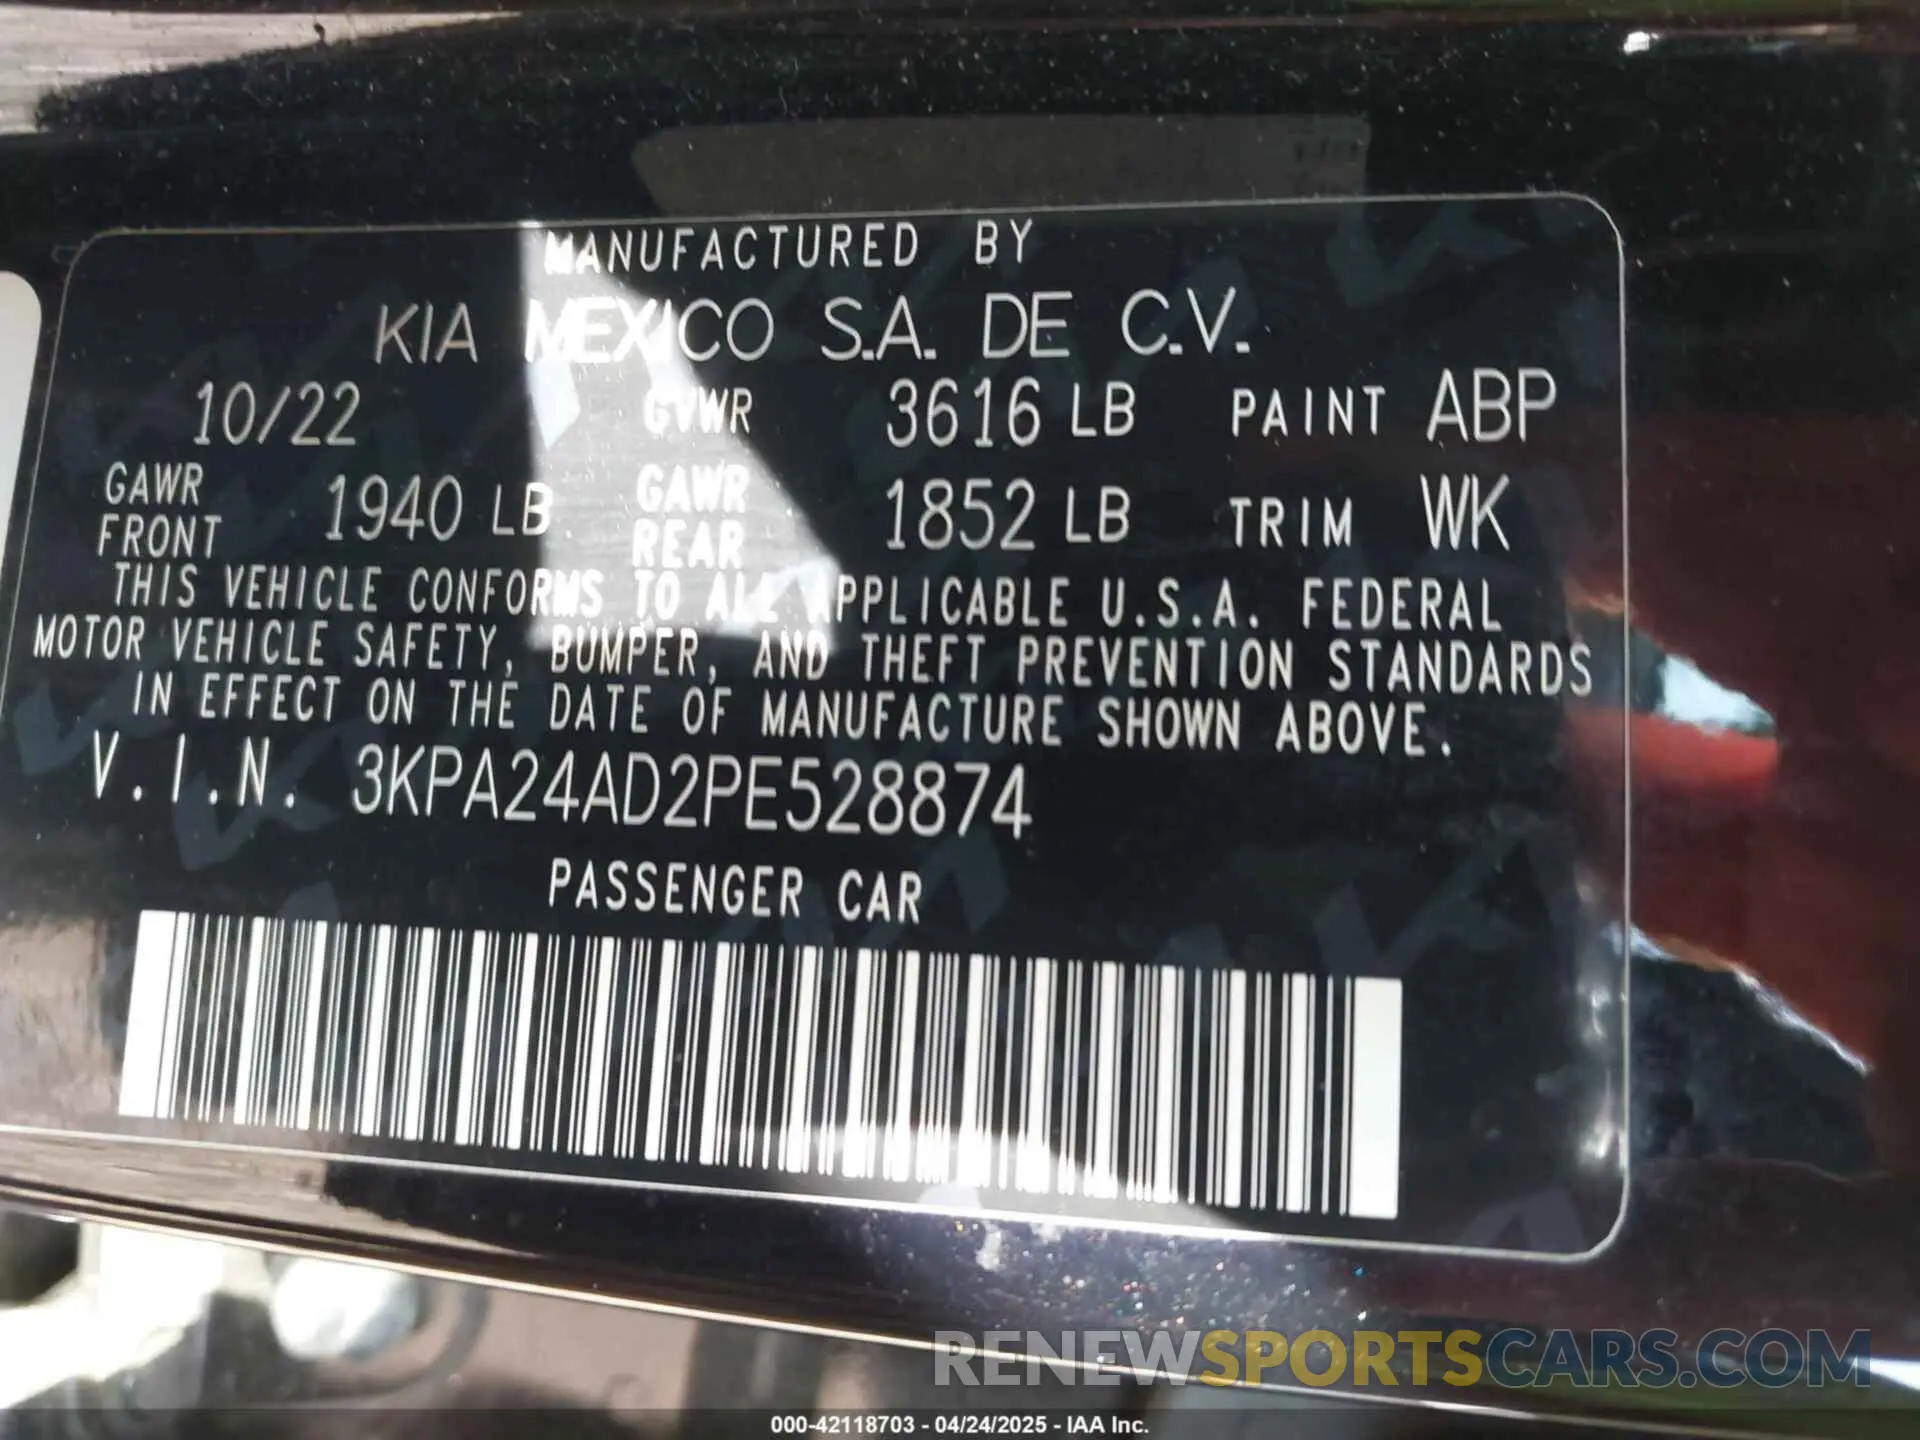 MANUFACTURED BY
KIA MEXICO S.A. DE C.V.
10/22 GVWR 3616 LB PAINT ABP
GAWR FRONT 1940 LB GAWR REAR 1852 LB TRIM WK
THIS VEHICLE CONFORMS TO ALL APPLICABLE U.S.A. FEDERAL
MOTOR VEHICLE SAFETY, BUMPER, AND THEFT PREVENTION STANDARDS
IN EFFECT ON THE DATE OF MANUFACTURE SHOWN ABOVE.
V.I.N. 3KPA24AD2PE528874
PASSENGER CAR
RENEWSPORTSCARS.COM
000-42118703 - 04/24/2025 - IAA Inc.